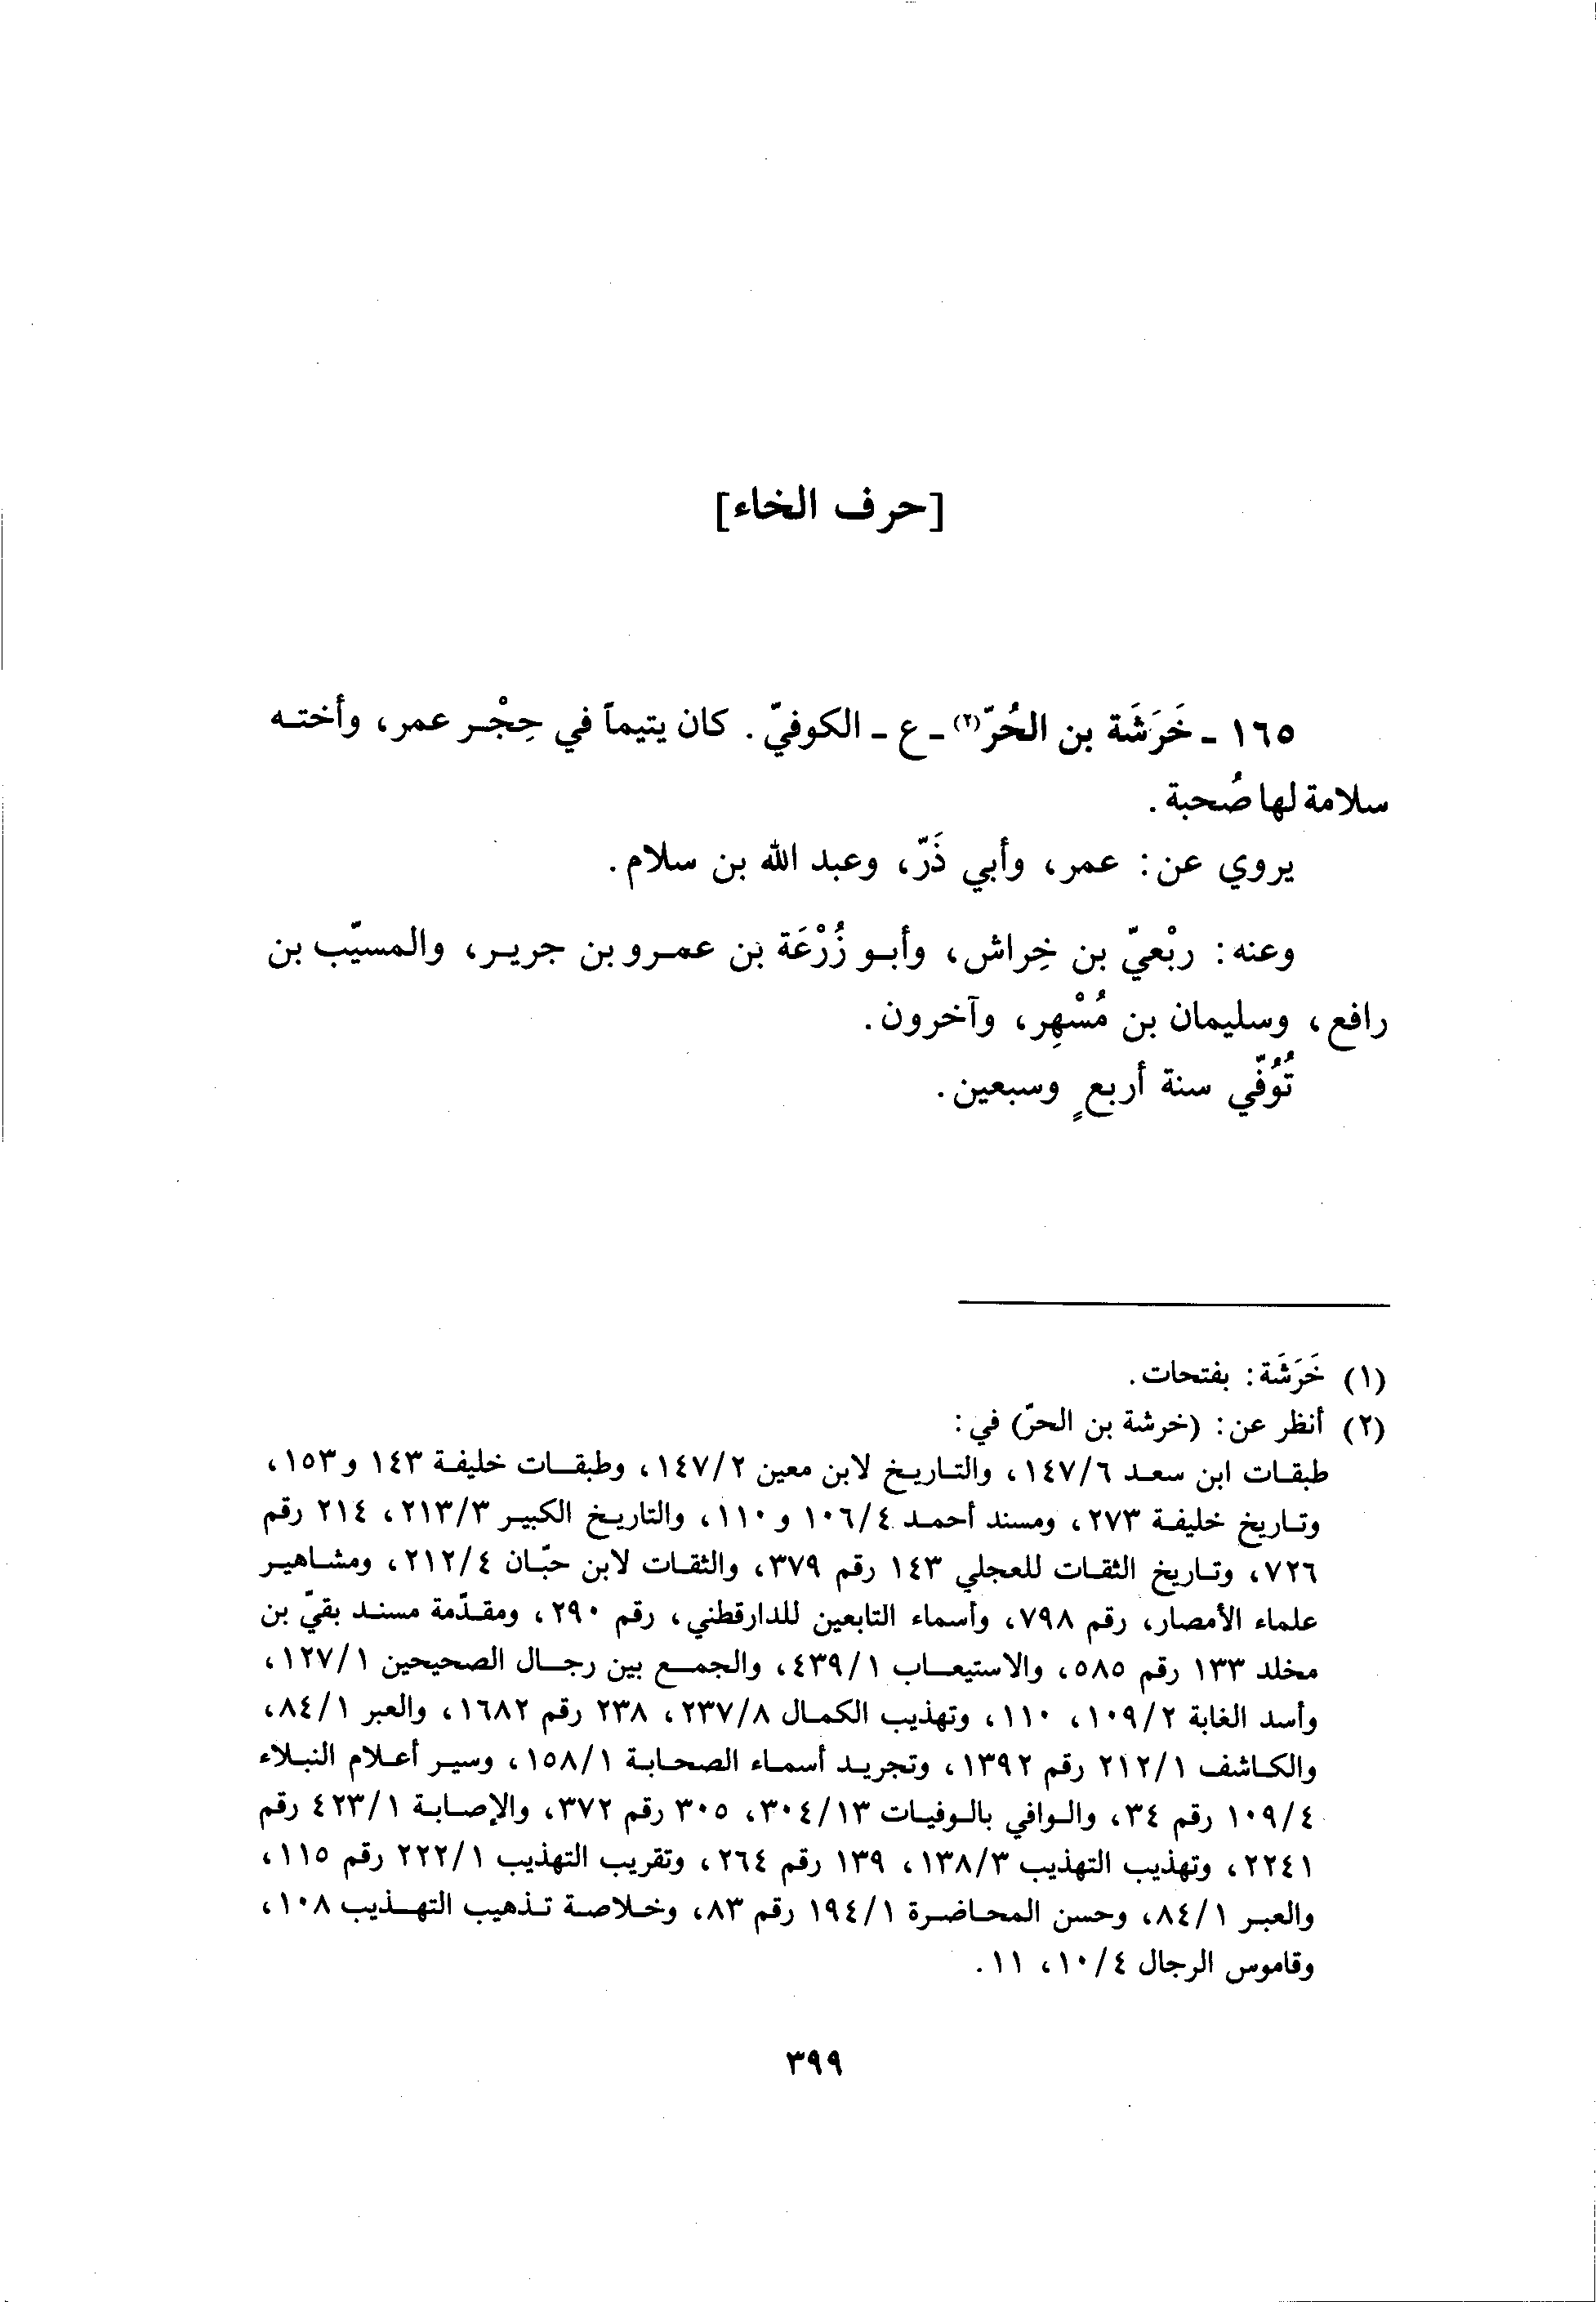 [حرف الخاء]
١٦٥ - خَرَشَة بن الحُرّ(٢) - ع - الكوفيّ. كان يتيماً في حِجْر عمر، وأخته
سلامة لها صُحبة.
يروي عن: عمر، وأبي ذَرّ، وعبد الله بن سلام.
وعنه: ربْعيّ بن خِراش، وأبو زُرْعَة بن عمرو بن جرير، والمسيّب بن
رافع، وسليمان بن مُسْهِر، وآخرون.
تُوُفّي سنة أربعٍ وسبعين.
(١) خَرَشَة: بفتحات.
(٢) أنظر عن: (خرشة بن الحرّ) في:
طبقات ابن سعد ١٤٧/٦، والتاريخ لابن معين ١٤٧/٢، وطبقات خليفة ١٤٣ و١٥٣،
وتاريخ خليفة ٢٧٣، ومسند أحمد ١٠٦/٤ و ١١٠، والتاريخ الكبير ٢١٣/٣، ٢١٤ رقم
٧٢٦، وتاريخ الثقات للعجلي ١٤٣ رقم ٣٧٩، والثقات لابن حبّان ٢١٢/٤، ومشاهير
علماء الأمصار، رقم ٧٩٨، وأسماء التابعين للدارقطني، رقم ٢٩٠، ومقدّمة مسند بقيّ بن
مخلد ١٣٣ رقم ٥٨٥، والاستيعاب ٤٣٩/١، والجمع بين رجال الصحيحين ١٢٧/١،
وأسد الغابة ١٠٩/٢، ١١٠، وتهذيب الكمال ٢٣٧/٨، ٢٣٨ رقم ١٦٨٢، والعبر ٨٤/١،
والكاشف ٢١٢/١ رقم ١٣٩٢، وتجريد أسماء الصحابة ١٥٨/١، وسير أعلام النبلاء
١٠٩/٤ رقم ٣٤، والوافي بالوفيات ٣٠٤/١٣، ٣٠٥ رقم ٣٧٢، والإصابة ٤٢٣/١ رقم
٢٢٤١، وتهذيب التهذيب ١٣٨/٣، ١٣٩ رقم ٢٦٤، وتقريب التهذيب ٢٢٢/١ رقم ١١٥،
والعبر ٨٤/١، وحسن المحاضرة ١٩٤/١ رقم ٨٣، وخلاصة تذهيب التهذيب ١٠٨،
وقاموس الرجال ١٠/٤، ١١.
٣٩٩